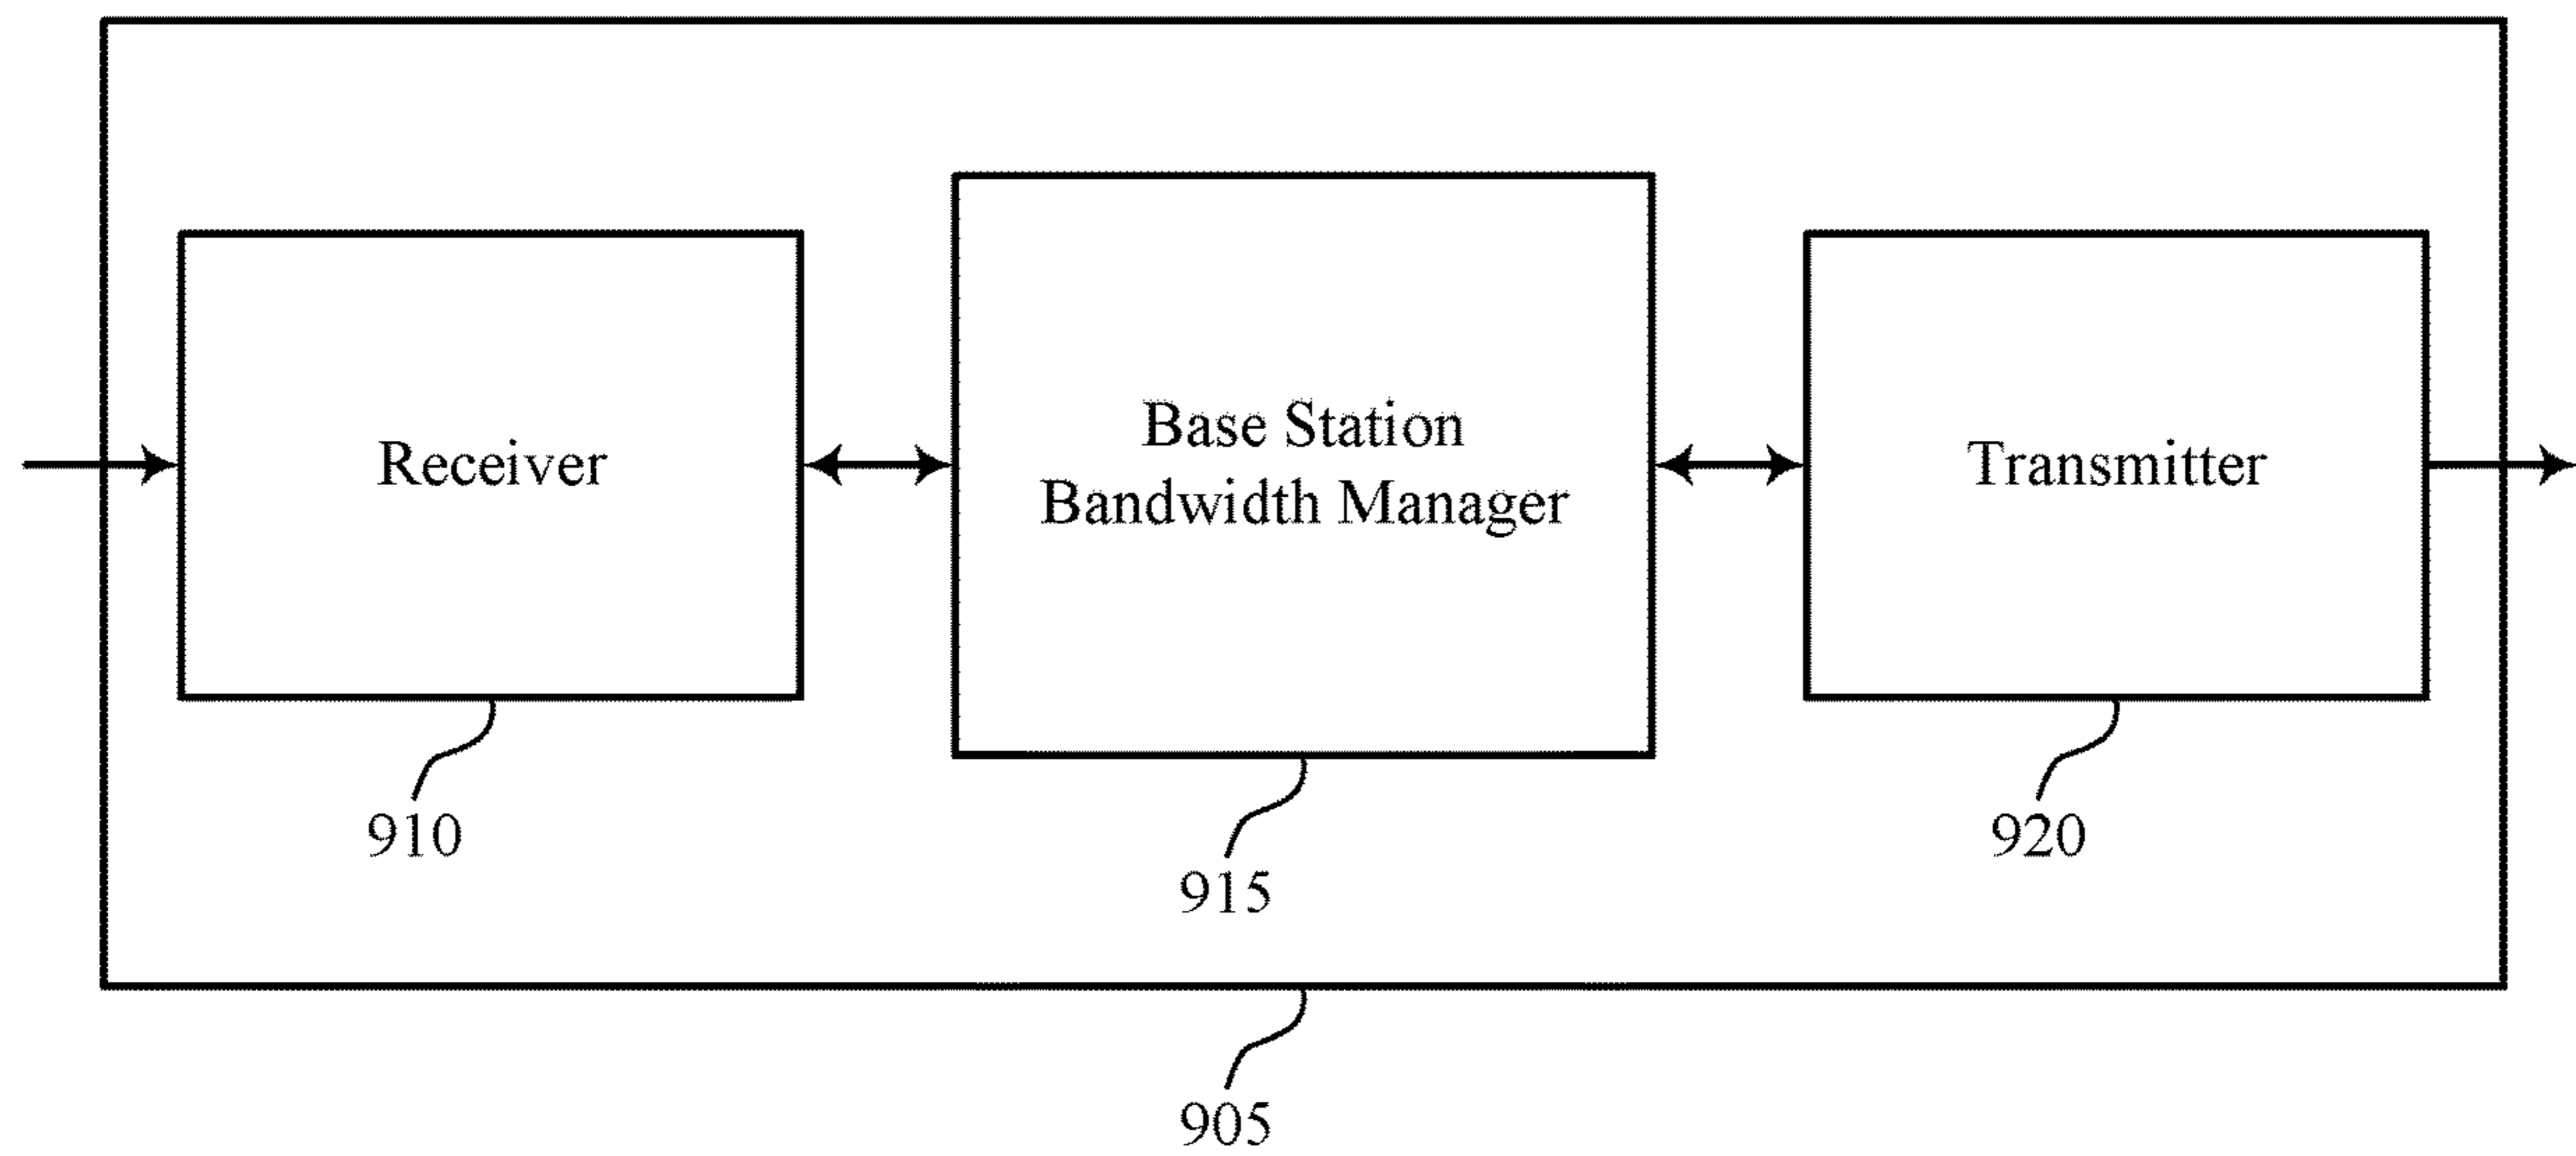 Receiver
Base Station
Bandwidth Manager
Transmitter
910
915
920
905